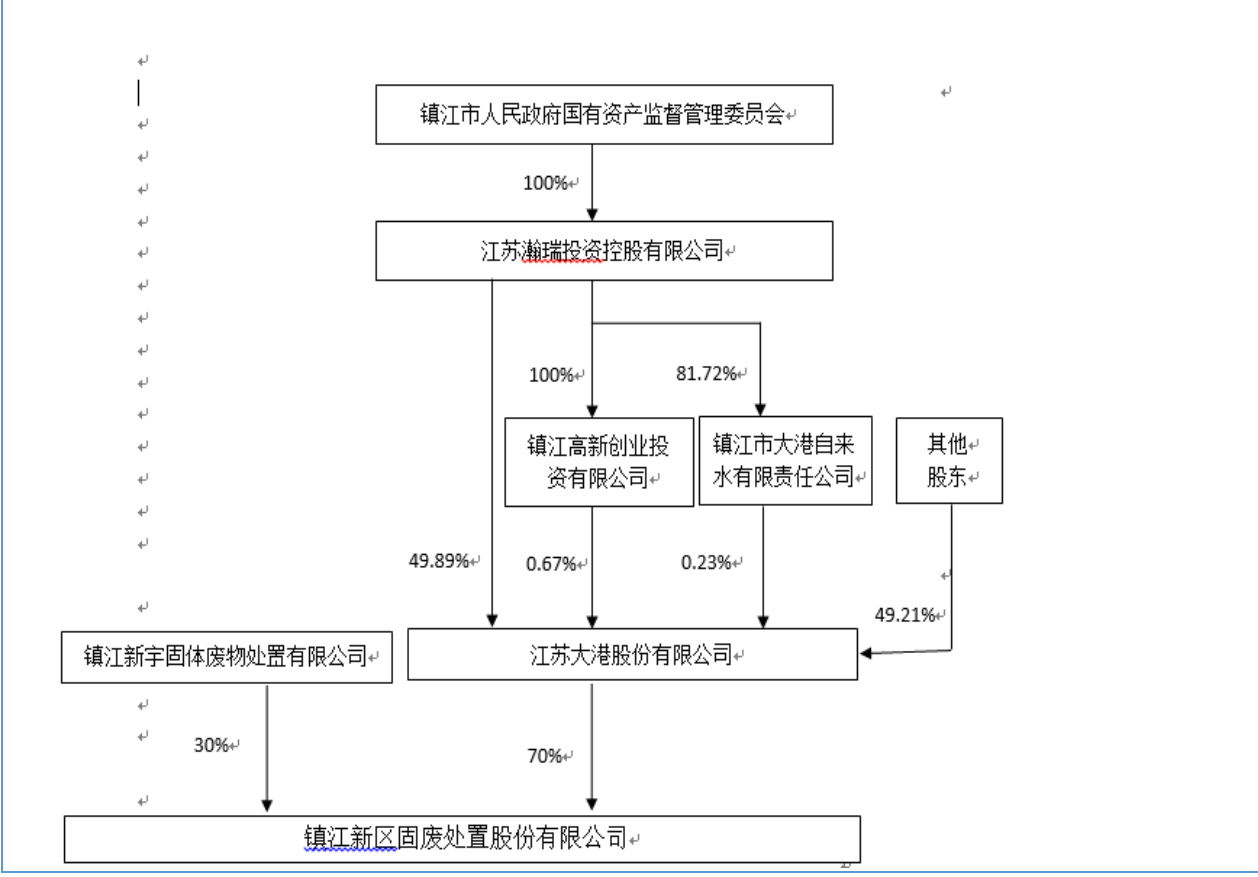 镇江市人民政府国有资产监督管理委员会
100%
江苏瀚瑞投资控股有限公司
100%
81.72%
镇江高新创业投
资有限公司
镇江市大港自来
水有限责任公司
其他
股东
49.89%
0.67%
0.23%
49.21%
镇江新宇固体废物处置有限公司
江苏大港股份有限公司
30%
70%
镇江新区固废处置股份有限公司